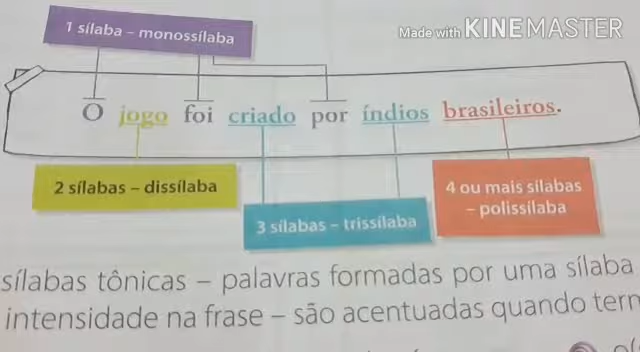 1 sílaba – monossílaba
Made with KINEMASTER
O jogo foi criado por índios brasileiros.
2 sílabas – dissílaba
3 sílabas – trissílaba
4 ou mais sílabas
– polissílaba
sílabas tônicas – palavras formadas por uma sílaba
intensidade na frase – são acentuadas quando